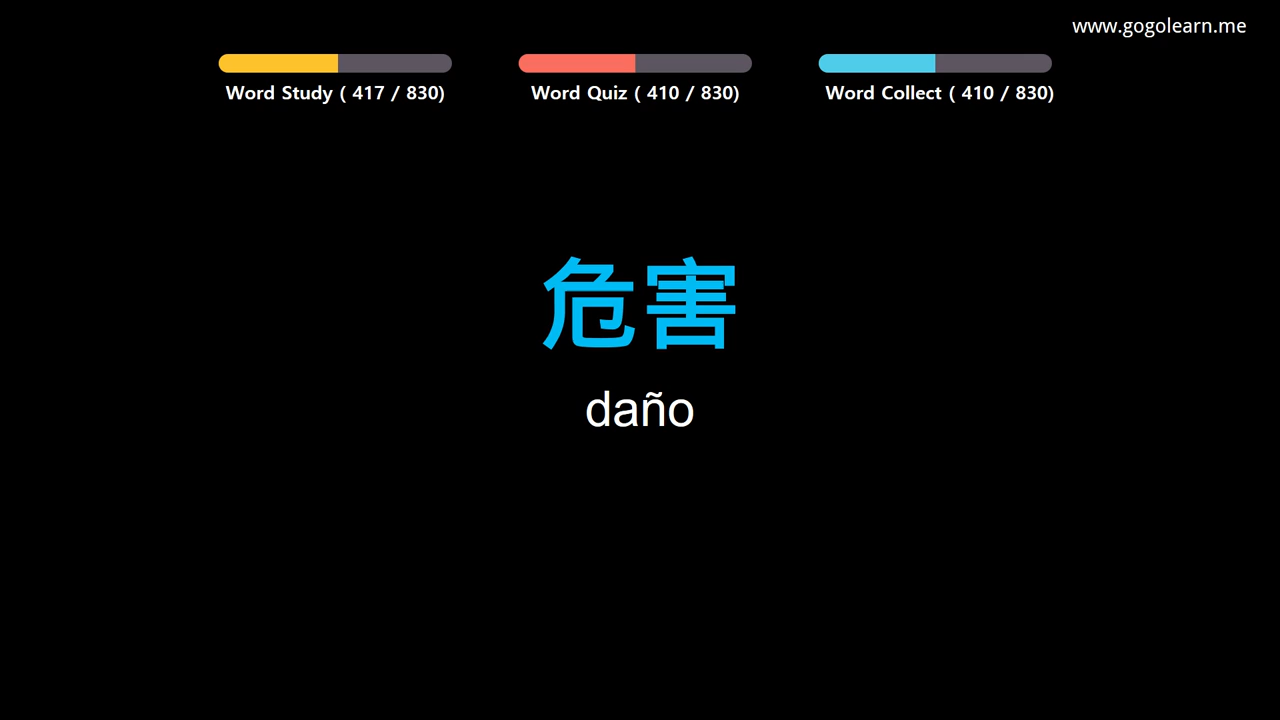 www.gogolearn.me
Word Study ( 417 / 830)
Word Quiz ( 410 / 830)
Word Collect ( 410 / 830)
危害
daño